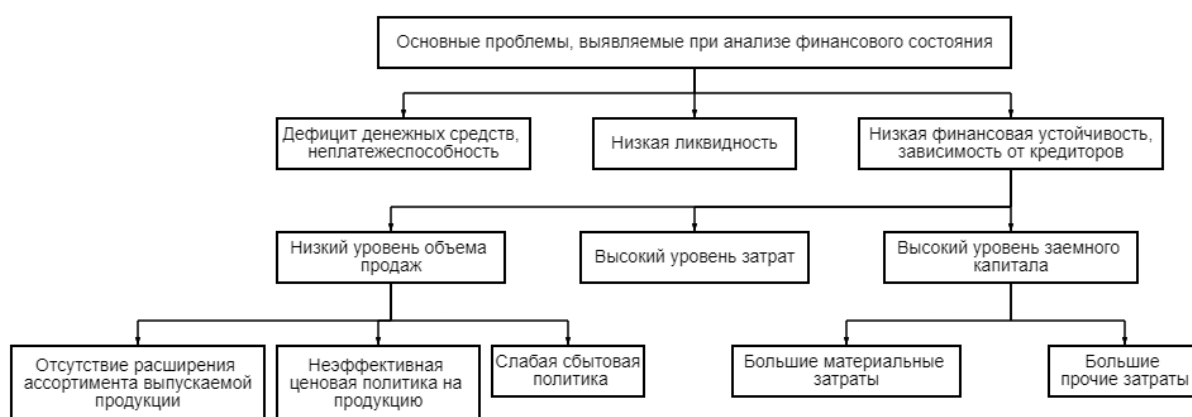 Основные проблемы, выявляемые при анализе финансового состояния
Дефицит денежных средств,
неплатежеспособность
Низкая ликвидность
Низкая финансовая устойчивость,
зависимость от кредиторов
Низкий уровень объема
продаж
Высокий уровень затрат
Высокий уровень заемного
капитала
Отсутствие расширения
ассортимента выпускаемой
продукции
Неэффективная
ценовая политика на
продукцию
Слабая сбытовая
политика
Большие материальные
затраты
Большие
прочие затраты